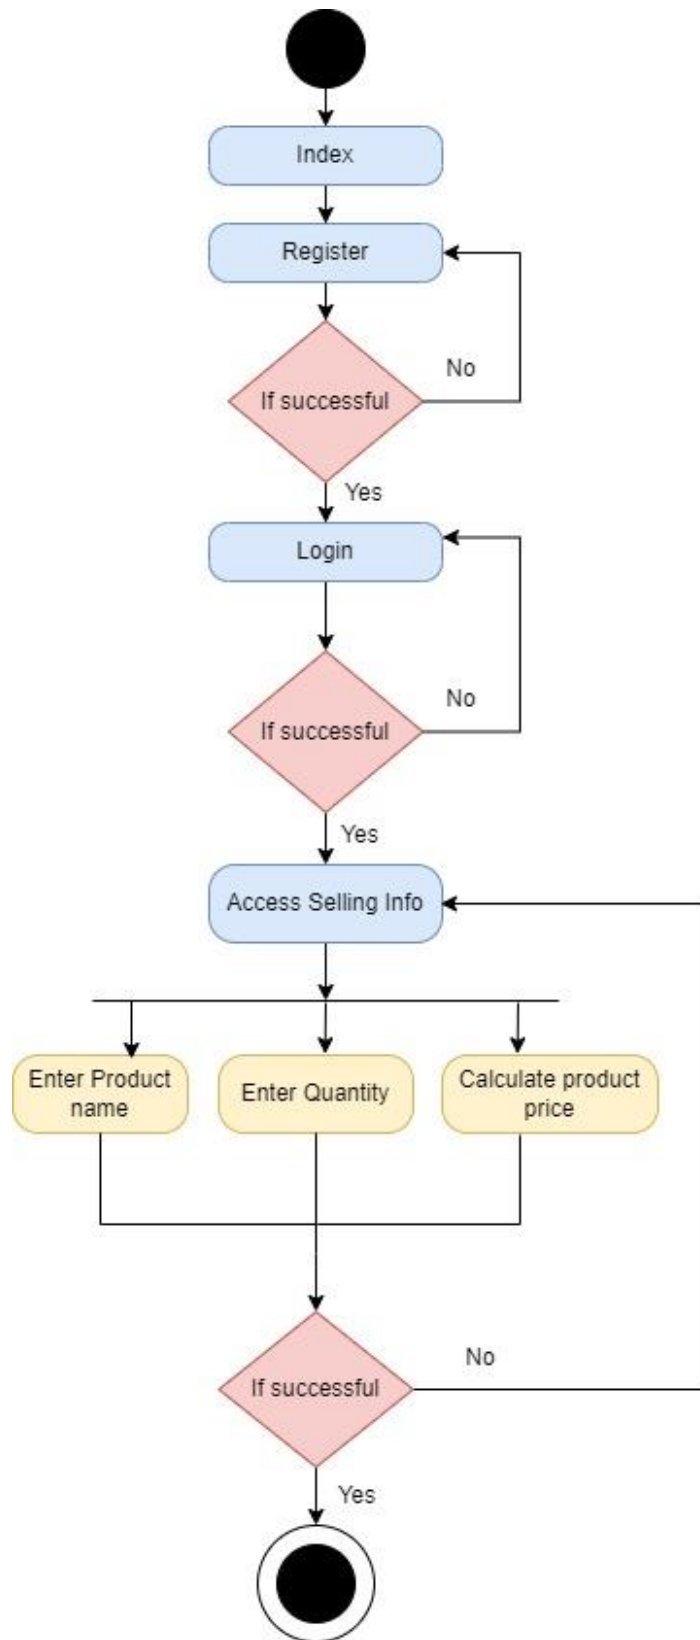 Index
Register
No
If successful
Yes
Login
No
If successful
Yes
Access Selling Info
Enter Product
name
Enter Quantity
Calculate product
price
No
If successful
Yes